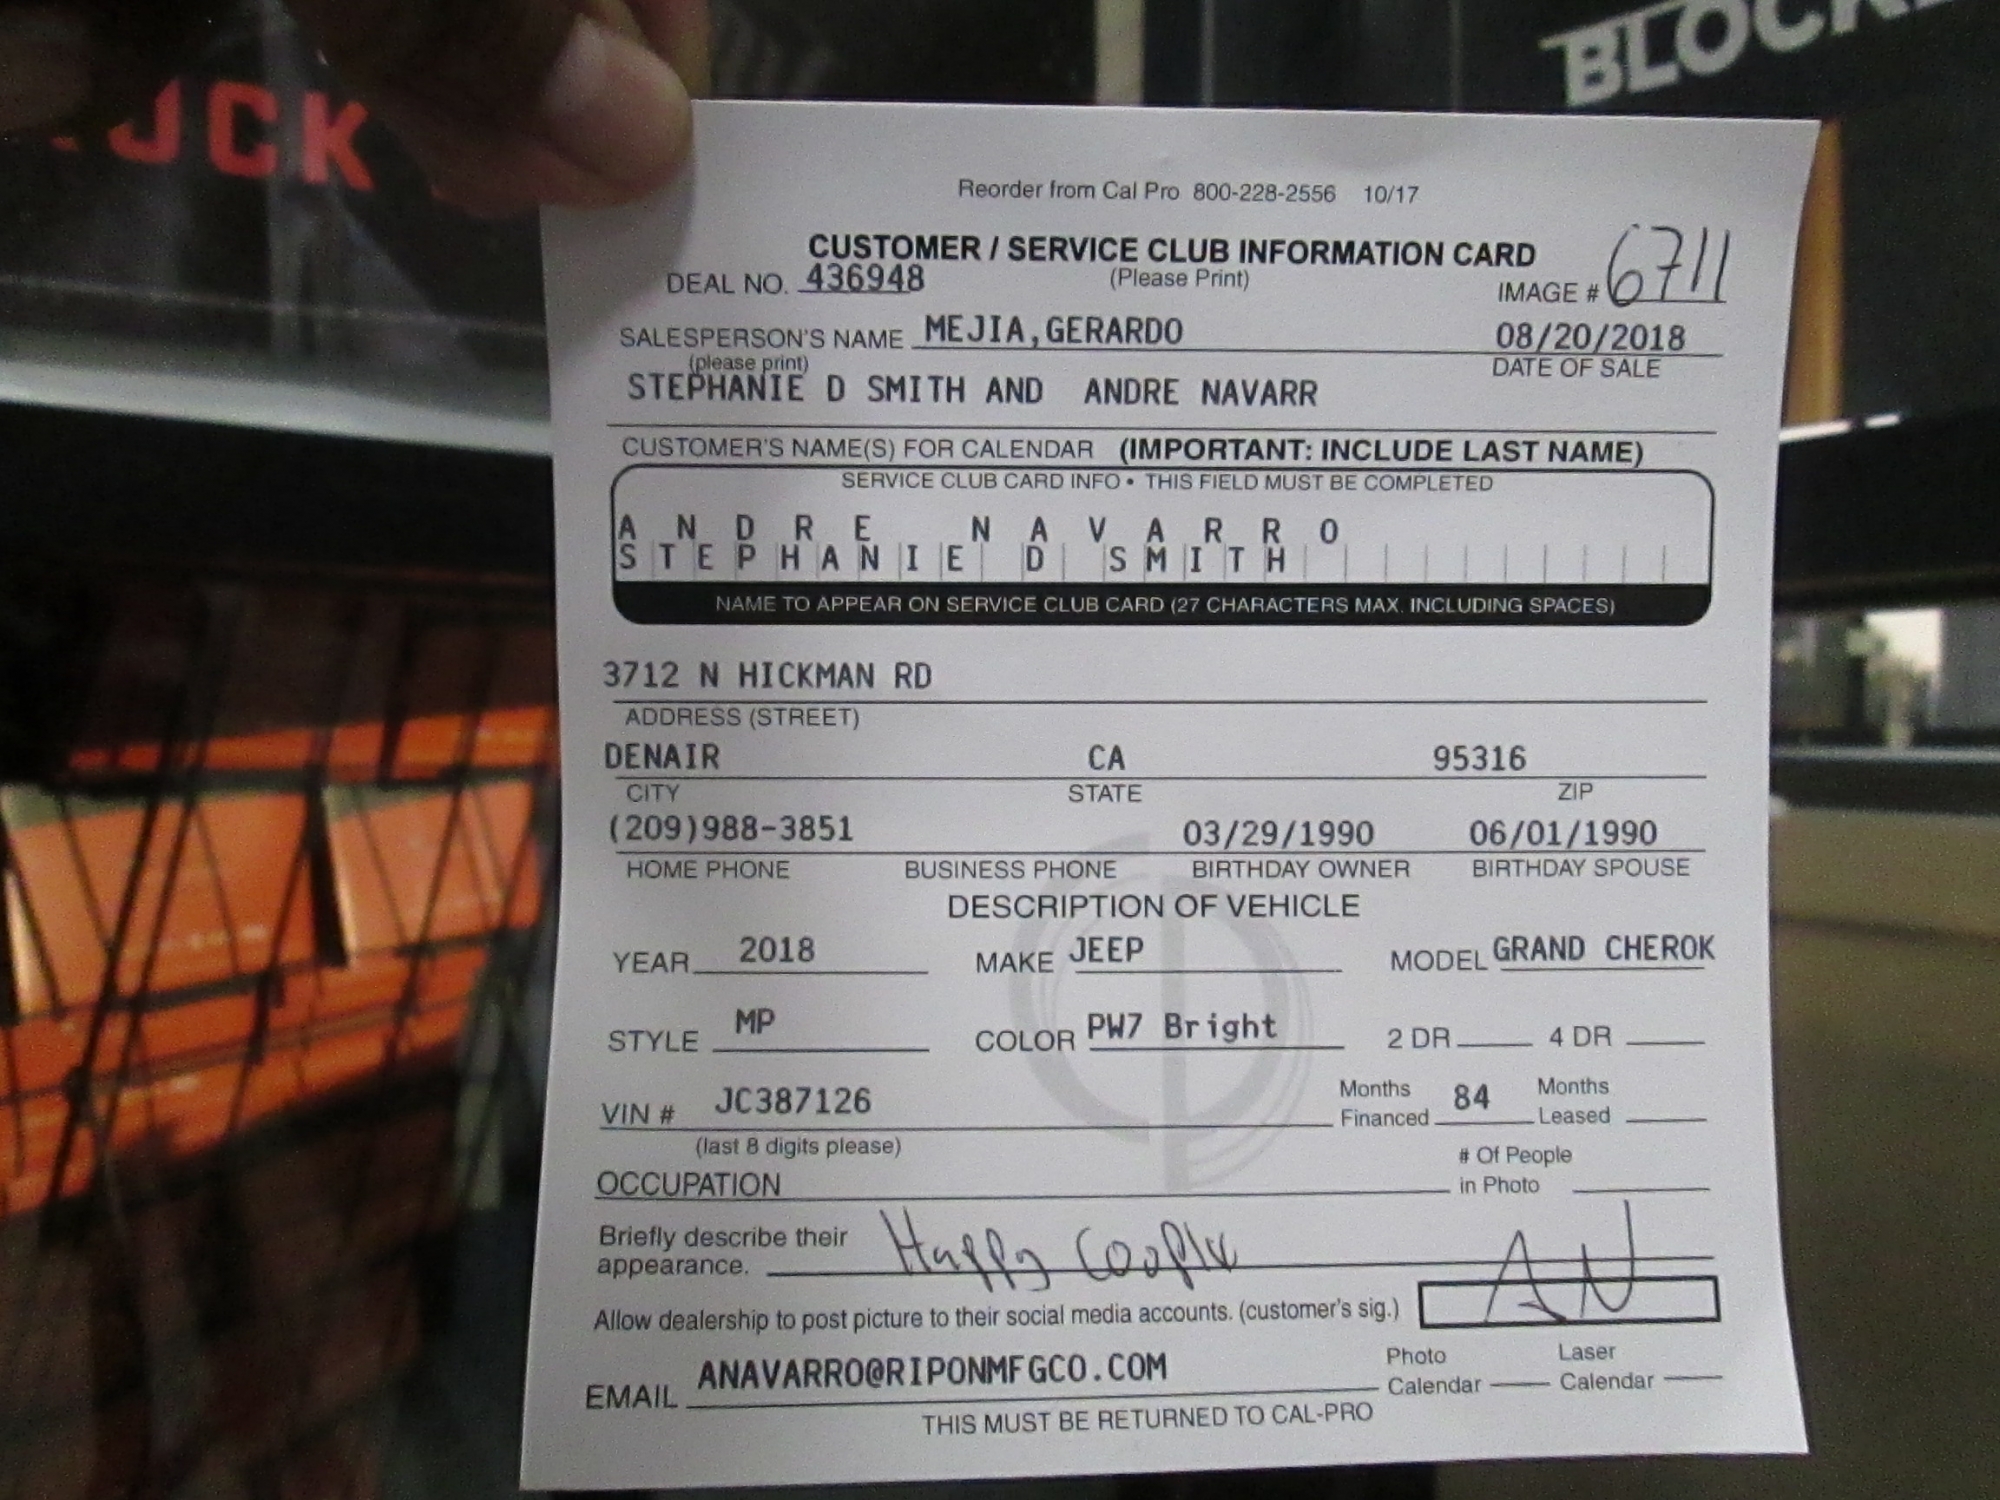 BLOCK
UCK
Reorder from Cal Pro 800-228-2556 10/17
CUSTOMER / SERVICE CLUB INFORMATION CARD
DEAL NO. 436948 (Please Print) IMAGE # 6711
SALESPERSON'S NAME MEJIA,GERARDO 08/20/2018
(please print) DATE OF SALE
STEPHANIE D SMITH AND ANDRE NAVARR
CUSTOMER'S NAME(S) FOR CALENDAR (IMPORTANT: INCLUDE LAST NAME)
SERVICE CLUB CARD INFO • THIS FIELD MUST BE COMPLETED
ANDRE NAVARRO
STEPHANIE D SMITH
NAME TO APPEAR ON SERVICE CLUB CARD (27 CHARACTERS MAX. INCLUDING SPACES)
3712 N HICKMAN RD
ADDRESS (STREET)
DENAIR CA 95316
CITY STATE ZIP
(209)988-3851 03/29/1990 06/01/1990
HOME PHONE BUSINESS PHONE BIRTHDAY OWNER BIRTHDAY SPOUSE
DESCRIPTION OF VEHICLE
YEAR 2018 MAKE JEEP MODEL GRAND CHEROK
STYLE MP COLOR PW7 Bright 2 DR 4 DR
VIN # JC387126 Months Financed 84 Months Leased
(last 8 digits please)
OCCUPATION # Of People in Photo
Briefly describe their appearance. Happy Coople
Allow dealership to post picture to their social media accounts. (customer's sig.) AN
EMAIL ANAVARRO@RIPONMFGCO.COM Photo Calendar Laser Calendar
THIS MUST BE RETURNED TO CAL-PRO